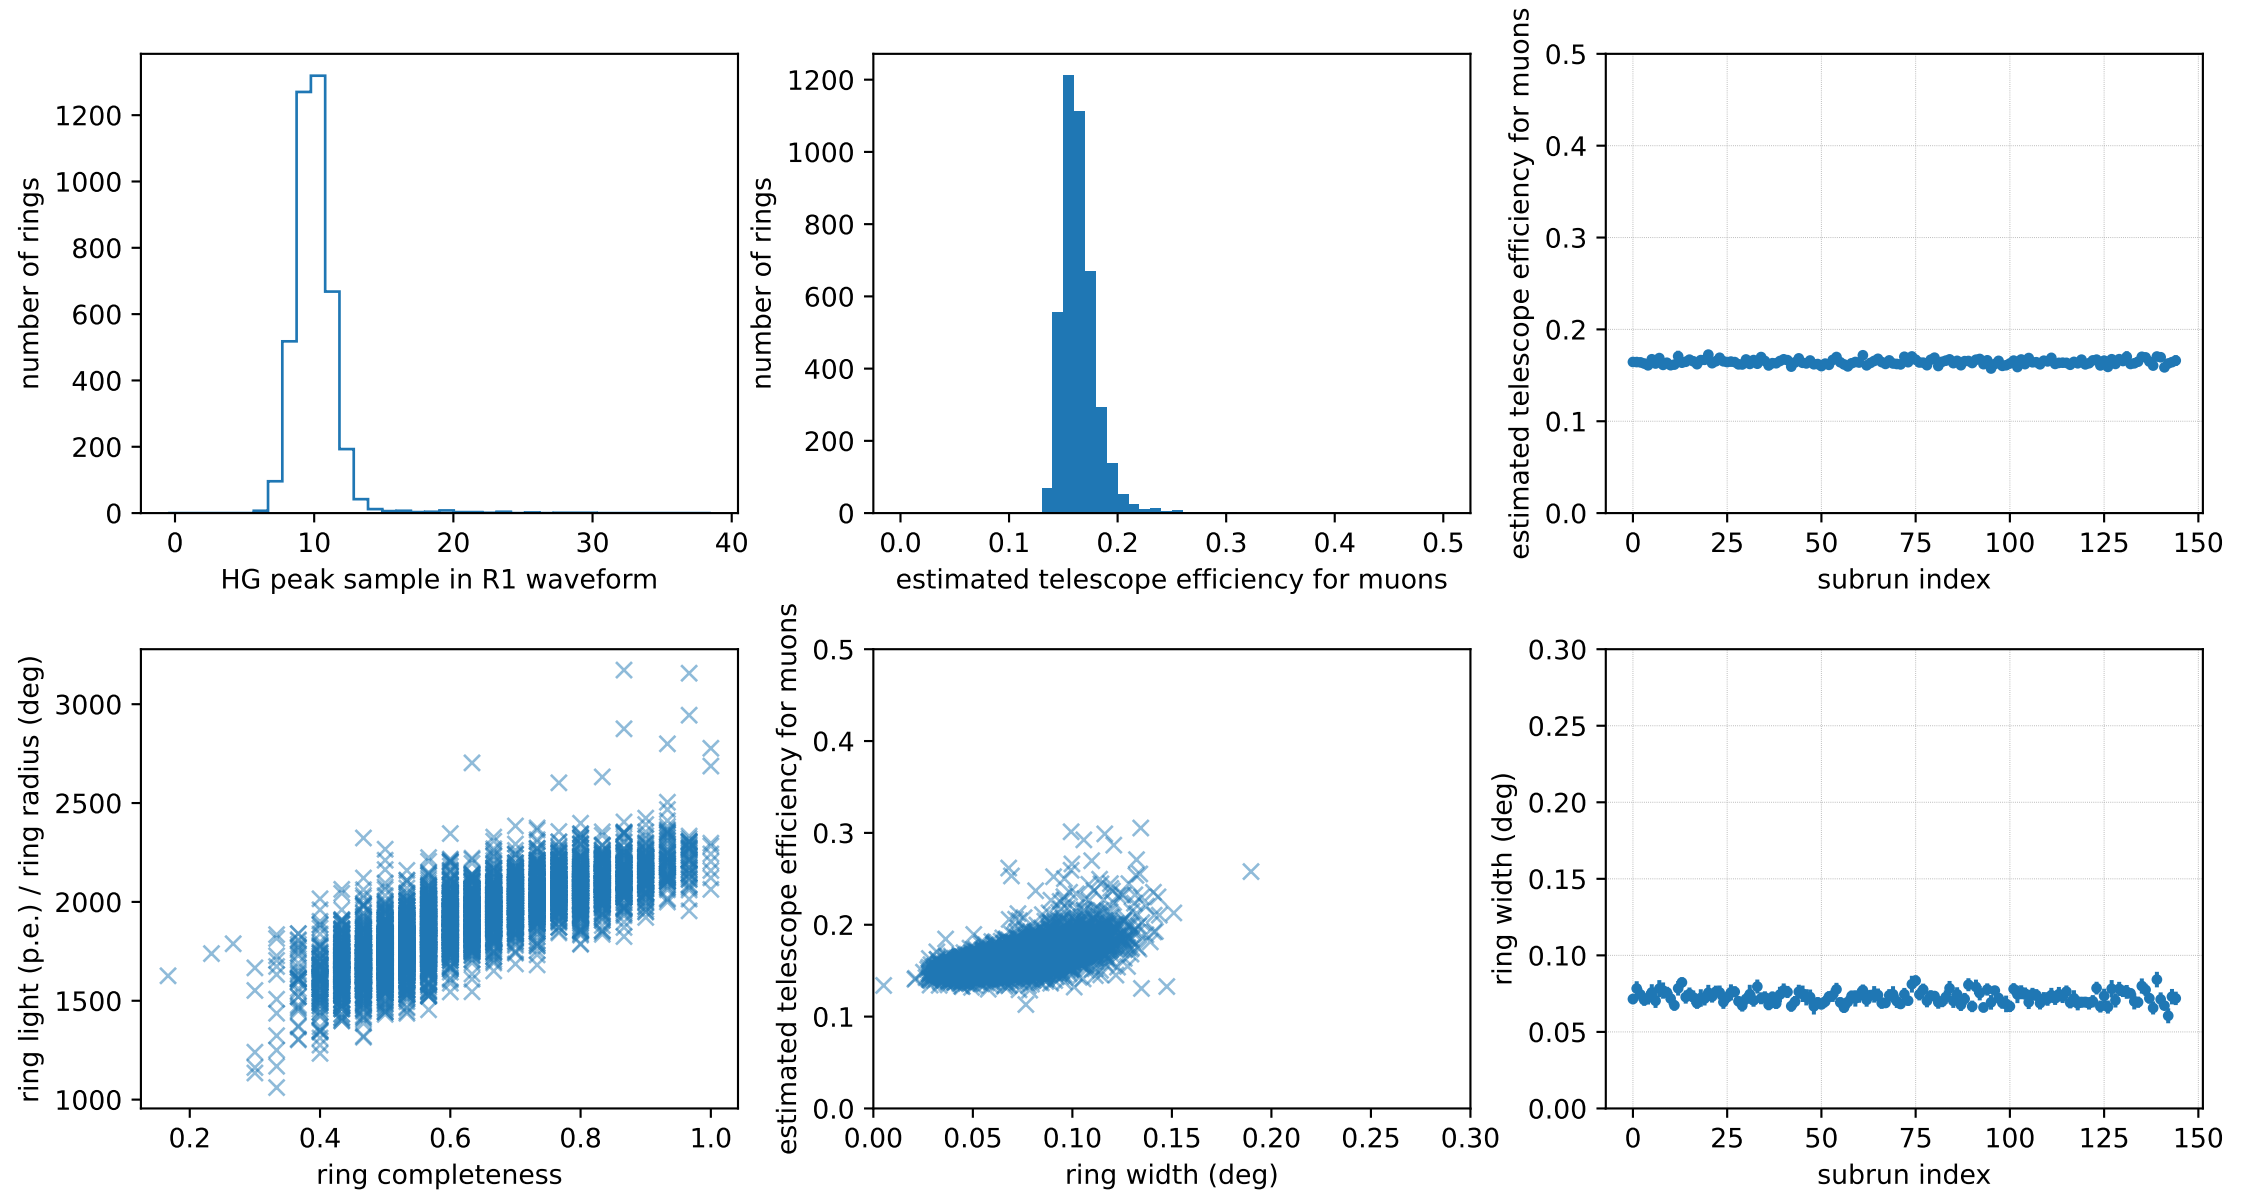 number of rings
1200
1000
800
600
400
200
0
0 10 20 30 40
HG peak sample in R1 waveform
number of rings
1200
1000
800
600
400
200
0
0.0 0.1 0.2 0.3 0.4 0.5
estimated telescope efficiency for muons
estimated telescope efficiency for muons
0.5
0.4
0.3
0.2
0.1
0.0
0 25 50 75 100 125 150
subrun index
ring light (p.e.) / ring radius (deg)
3000
2500
2000
1500
1000
0.2 0.4 0.6 0.8 1.0
ring completeness
estimated telescope efficiency for muons
0.5
0.4
0.3
0.2
0.1
0.0
0.00 0.05 0.10 0.15 0.20 0.25 0.30
ring width (deg)
ring width (deg)
0.30
0.25
0.20
0.15
0.10
0.05
0.00
0 25 50 75 100 125 150
subrun index